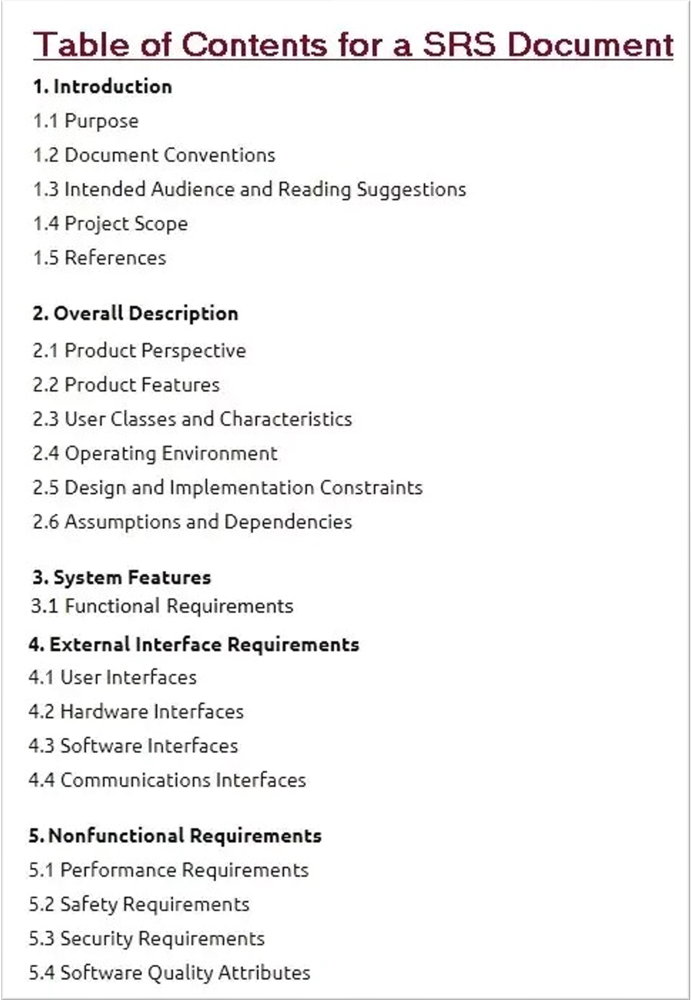 Table of Contents for a SRS Document
1. Introduction
1.1 Purpose
1.2 Document Conventions
1.3 Intended Audience and Reading Suggestions
1.4 Project Scope
1.5 References
2. Overall Description
2.1 Product Perspective
2.2 Product Features
2.3 User Classes and Characteristics
2.4 Operating Environment
2.5 Design and Implementation Constraints
2.6 Assumptions and Dependencies
3. System Features
3.1 Functional Requirements
4. External Interface Requirements
4.1 User Interfaces
4.2 Hardware Interfaces
4.3 Software Interfaces
4.4 Communications Interfaces
5. Nonfunctional Requirements
5.1 Performance Requirements
5.2 Safety Requirements
5.3 Security Requirements
5.4 Software Quality Attributes